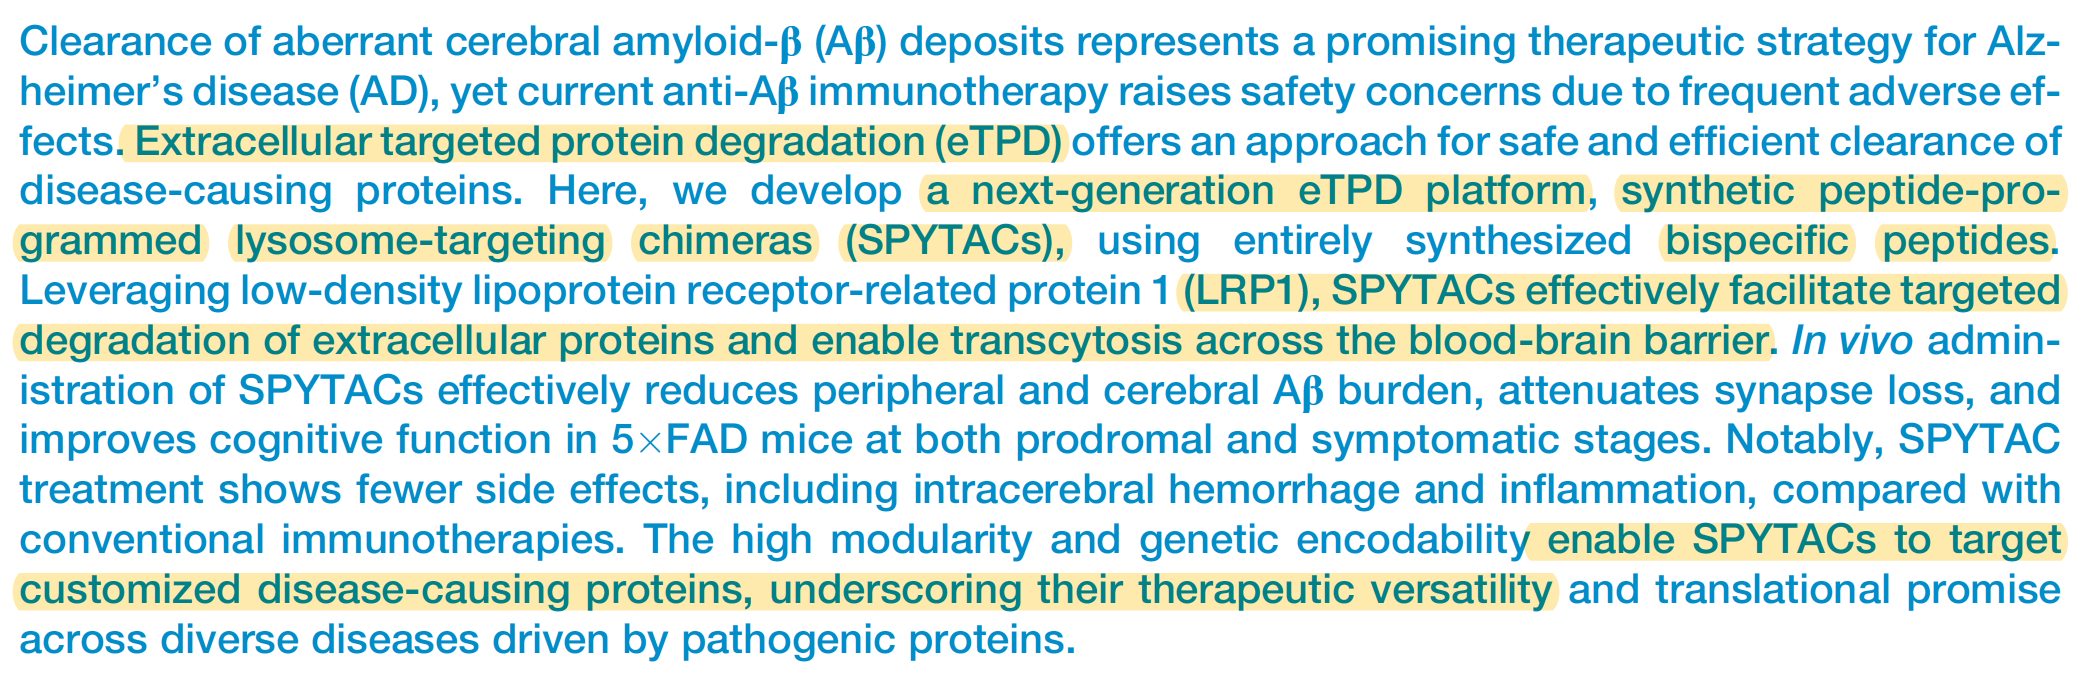 Clearance of aberrant cerebral amyloid-β (Aβ) deposits represents a promising therapeutic strategy for Alz-
heimer’s disease (AD), yet current anti-Aβ immunotherapy raises safety concerns due to frequent adverse ef-
fects. Extracellular targeted protein degradation (eTPD) offers an approach for safe and efficient clearance of
disease-causing proteins. Here, we develop a next-generation eTPD platform, synthetic peptide-pro-
grammed lysosome-targeting chimeras (SPYTACs), using entirely synthesized bispecific peptides.
Leveraging low-density lipoprotein receptor-related protein 1 (LRP1), SPYTACs effectively facilitate targeted
degradation of extracellular proteins and enable transcytosis across the blood-brain barrier. In vivo admin-
istration of SPYTACs effectively reduces peripheral and cerebral Aβ burden, attenuates synapse loss, and
improves cognitive function in 5×FAD mice at both prodromal and symptomatic stages. Notably, SPYTAC
treatment shows fewer side effects, including intracerebral hemorrhage and inflammation, compared with
conventional immunotherapies. The high modularity and genetic encodability enable SPYTACs to target
customized disease-causing proteins, underscoring their therapeutic versatility and translational promise
across diverse diseases driven by pathogenic proteins.